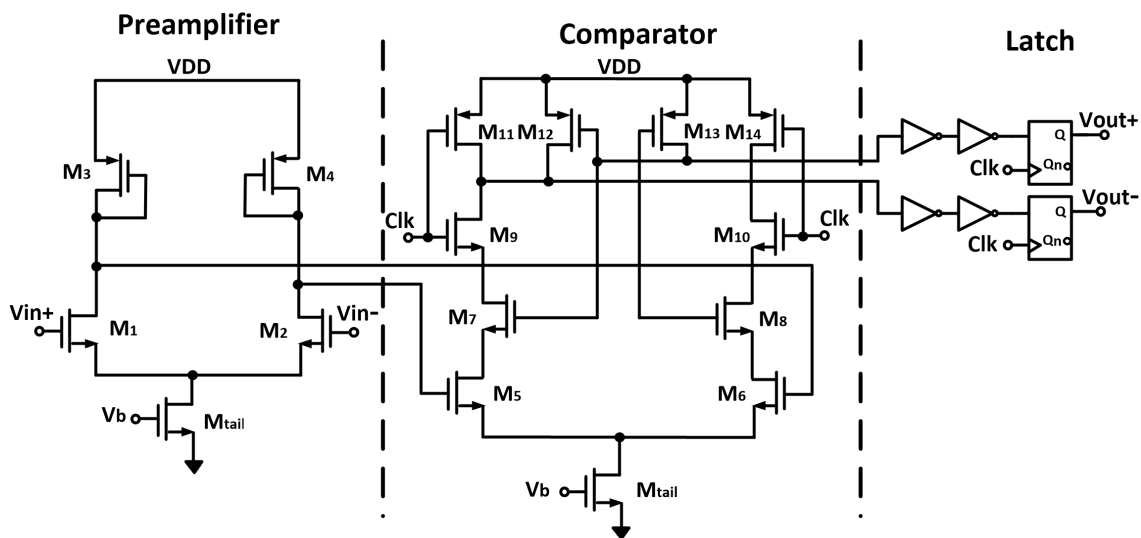 Preamplifier
Comparator
Latch
VDD
VDD
M3
M4
M11
M12
M13
M14
Vout+
Q
Qn
Clk
Vout-
Q
Qn
Clk
Clk
M9
M10
Clk
Vin+
M1
M2
Vin-
M7
M8
M5
M6
Vb
Mtail
Vb
Mtail